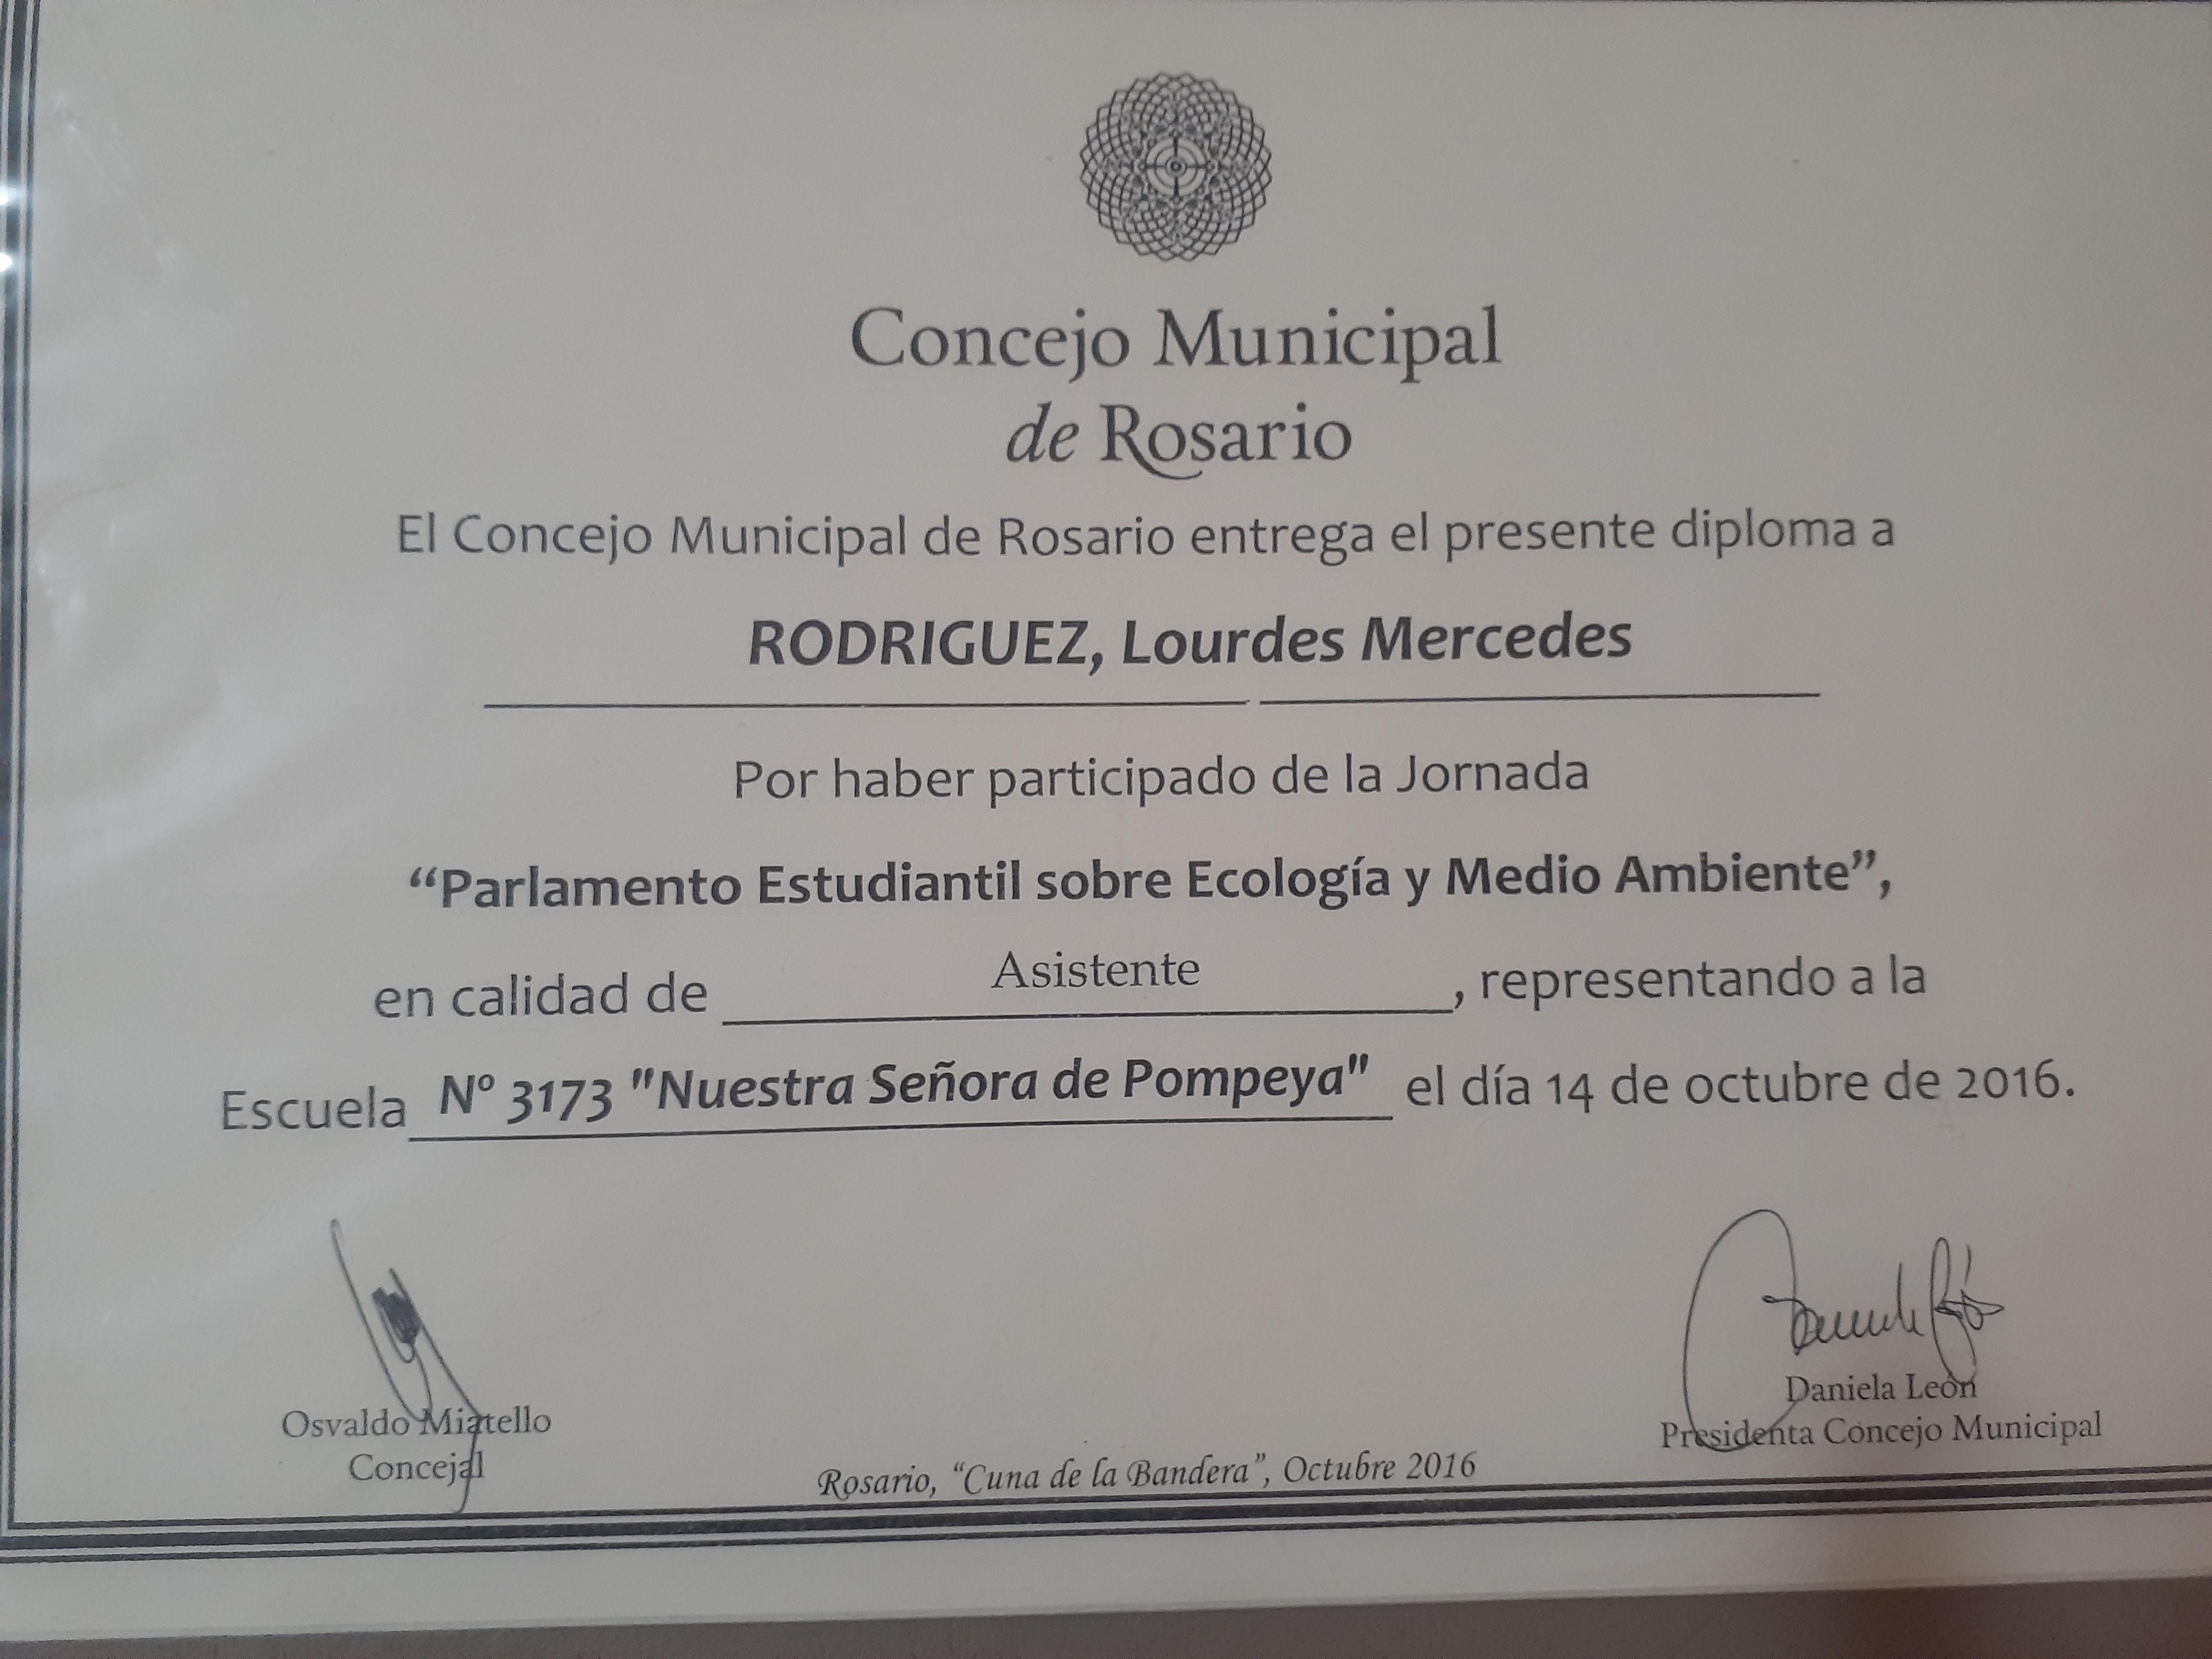 Concejo Municipal
de Rosario
El Concejo Municipal de Rosario entrega el presente diploma a
RODRIGUEZ, Lourdes Mercedes
Por haber participado de la Jornada
“Parlamento Estudiantil sobre Ecología y Medio Ambiente”,
en calidad de Asistente, representando a la
Escuela Nº 3173 "Nuestra Señora de Pompeya" el día 14 de octubre de 2016.
Osvaldo Miatello
Concejal
Daniela León
Presidenta Concejo Municipal
Rosario, “Cuna de la Bandera”, Octubre 2016